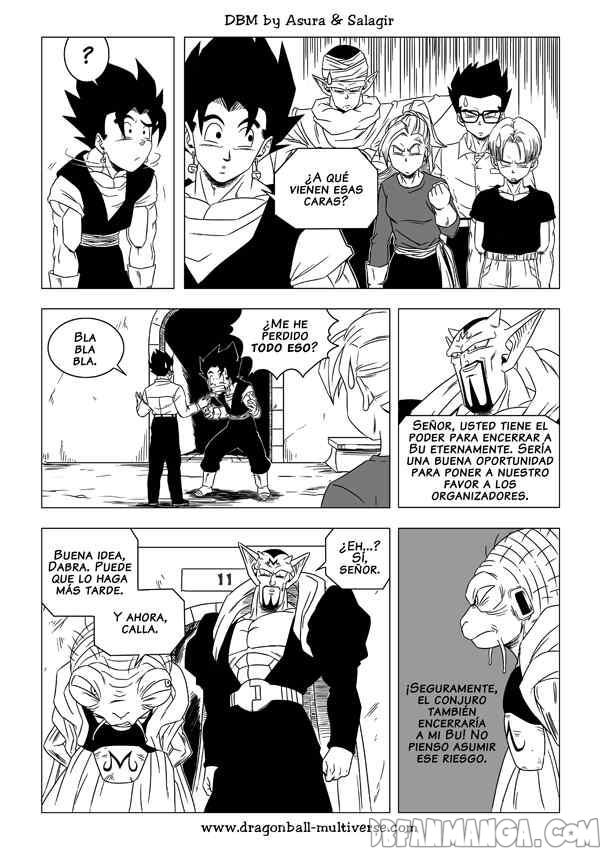 DBM by Asura & Salagir
?
¿A QUÉ
VIENEN ESAS
CARAS?
BLA
BLA
BLA.
¿ME HE
PERDIDO
TODO ESO?
SEÑOR, USTED TIENE EL
PODER PARA ENCERRAR A
BU ETERNAMENTE. SERÍA
UNA BUENA OPORTUNIDAD
PARA PONER A NUESTRO
FAVOR A LOS
ORGANIZADORES.
BUENA IDEA,
DABRA. PUEDE
QUE LO HAGA
MÁS TARDE.
Y AHORA,
CALLA.
¿EH...?
SÍ,
SEÑOR.
11
M
¡SEGURAMENTE,
EL CONJURO
TAMBIÉN
ENCERRARÍA
A MI BU! NO
PIENSO ASUMIR
ESE RIESGO.
www.dragonball-multiverse.com
DBFANMANGA.COM